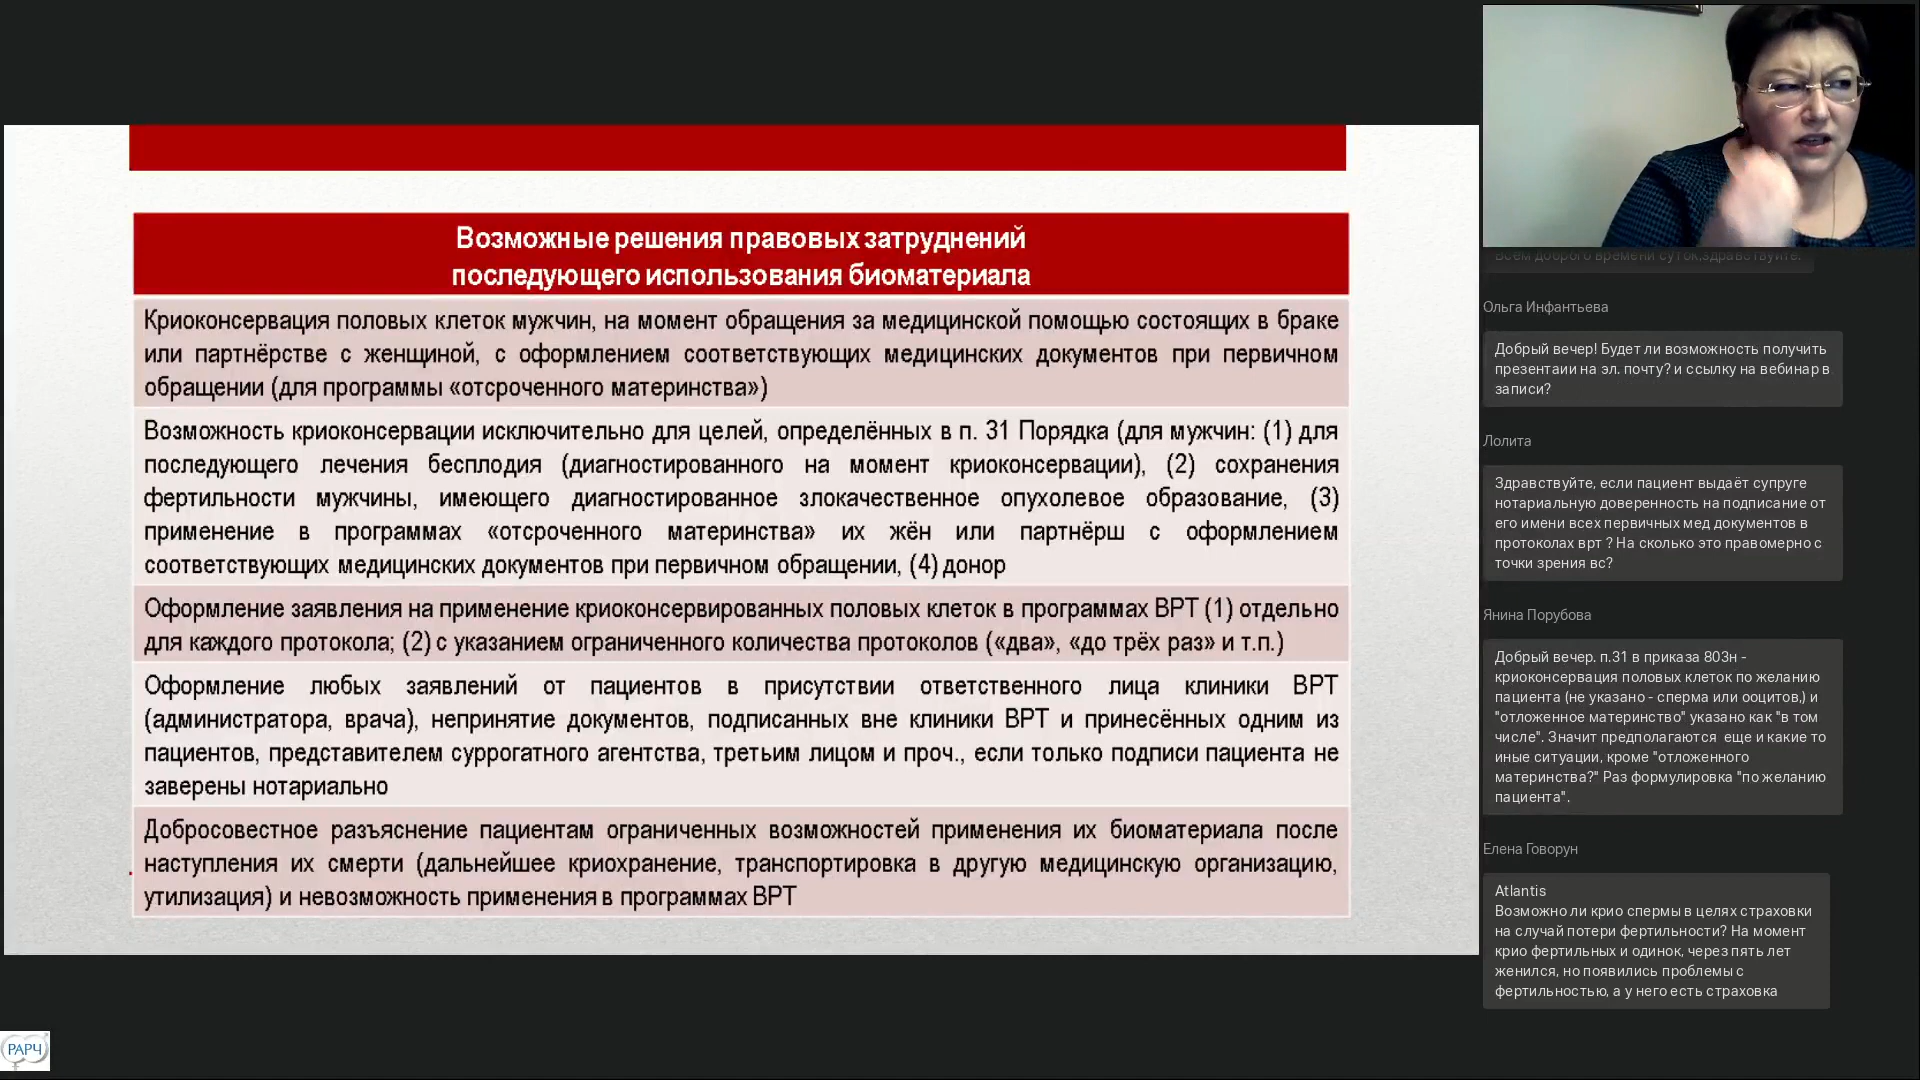 Возможные решения правовых затруднений
последующего использования биоматериала
Криоконсервация половых клеток мужчин, на момент обращения за медицинской помощью состоящих в браке
или партнёрстве с женщиной, с оформлением соответствующих медицинских документов при первичном
обращении (для программы «отсроченного материнства»)
Возможность криоконсервации исключительно для целей, определённых в п. 31 Порядка (для мужчин: (1) для
последующего лечения бесплодия (диагностированного на момент криоконсервации), (2) сохранения
фертильности мужчины, имеющего диагностированное злокачественное опухолевое образование, (3)
применение в программах «отсроченного материнства» их жён или партнёрш с оформлением
соответствующих медицинских документов при первичном обращении, (4) донор
Оформление заявления на применение криоконсервированных половых клеток в программах ВРТ (1) отдельно
для каждого протокола; (2) с указанием ограниченного количества протоколов («два», «до трёх раз» и т.п.)
Оформление любых заявлений от пациентов в присутствии ответственного лица клиники ВРТ
(администратора, врача), непринятие документов, подписанных вне клиники ВРТ и принесённых одним из
пациентов, представителем суррогатного агентства, третьим лицом и проч., если только подписи пациента не
заверены нотариально
Добросовестное разъяснение пациентам ограниченных возможностей применения их биоматериала после
наступления их смерти (дальнейшее криохранение, транспортировка в другую медицинскую организацию,
утилизация) и невозможность применения в программах ВРТ
РАРЧ
Всем доброго времени суток,здравствуйте.
Ольга Инфантьева
Добрый вечер! Будет ли возможность получить
презентаии на эл. почту? и ссылку на вебинар в
записи?
Лолита
Здравствуйте, если пациент выдаёт супруге
нотариальную доверенность на подписание от
его имени всех первичных мед документов в
протоколах врт ? На сколько это правомерно с
точки зрения вс?
Янина Порубова
Добрый вечер. п.31 в приказа 803н -
криоконсервация половых клеток по желанию
пациента (не указано - сперма или ооцитов,) и
"отложенное материнство" указано как "в том
числе". Значит предполагаются еще и какие то
иные ситуации, кроме "отложенного
материнства?" Раз формулировка "по желанию
пациента".
Елена Говорун
Atlantis
Возможно ли крио спермы в целях страховки
на случай потери фертильности? На момент
крио фертильных и одинок, через пять лет
женился, но появились проблемы с
фертильностью, а у него есть страховка